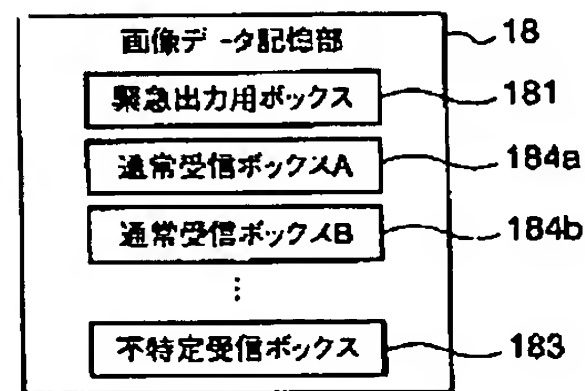 画像データ記憶部 18
緊急出力用ボックス 181
通常受信ボックスA 184a
通常受信ボックスB 184b
⋮
不特定受信ボックス 183